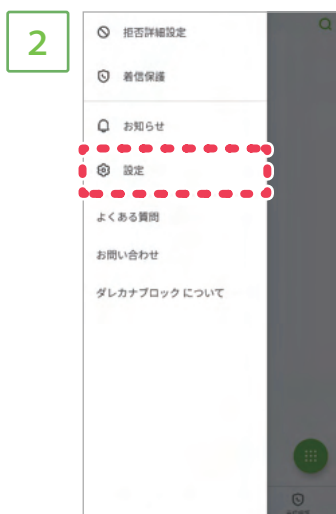 2
拒否詳細設定
着信保護
お知らせ
設定
よくある質問
お問い合わせ
ダレカナブロック について